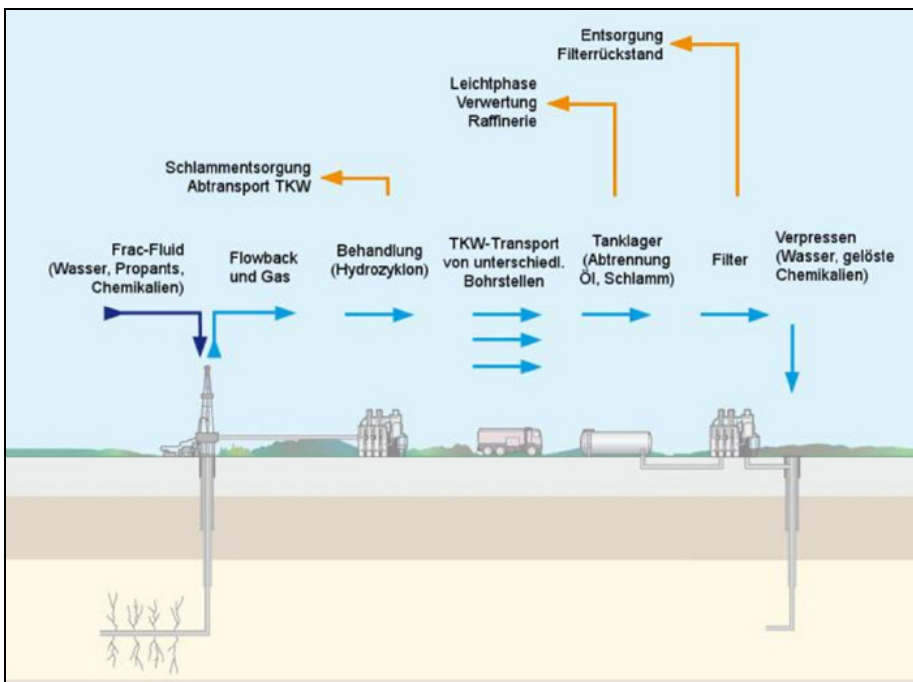 Entsorgung
Filterrückstand
Leichtphase
Verwertung
Raffinerie
Schlammentsorgung
Abtransport TKW
Frac-Fluid
(Wasser, Propants,
Chemikalien)
Flowback
und Gas
Behandlung
(Hydrozyklon)
TKW-Transport
von unterschiedl.
Bohrstellen
Tanklager
(Abtrennung
Öl, Schlamm)
Filter
Verpressen
(Wasser, gelöste
Chemikalien)